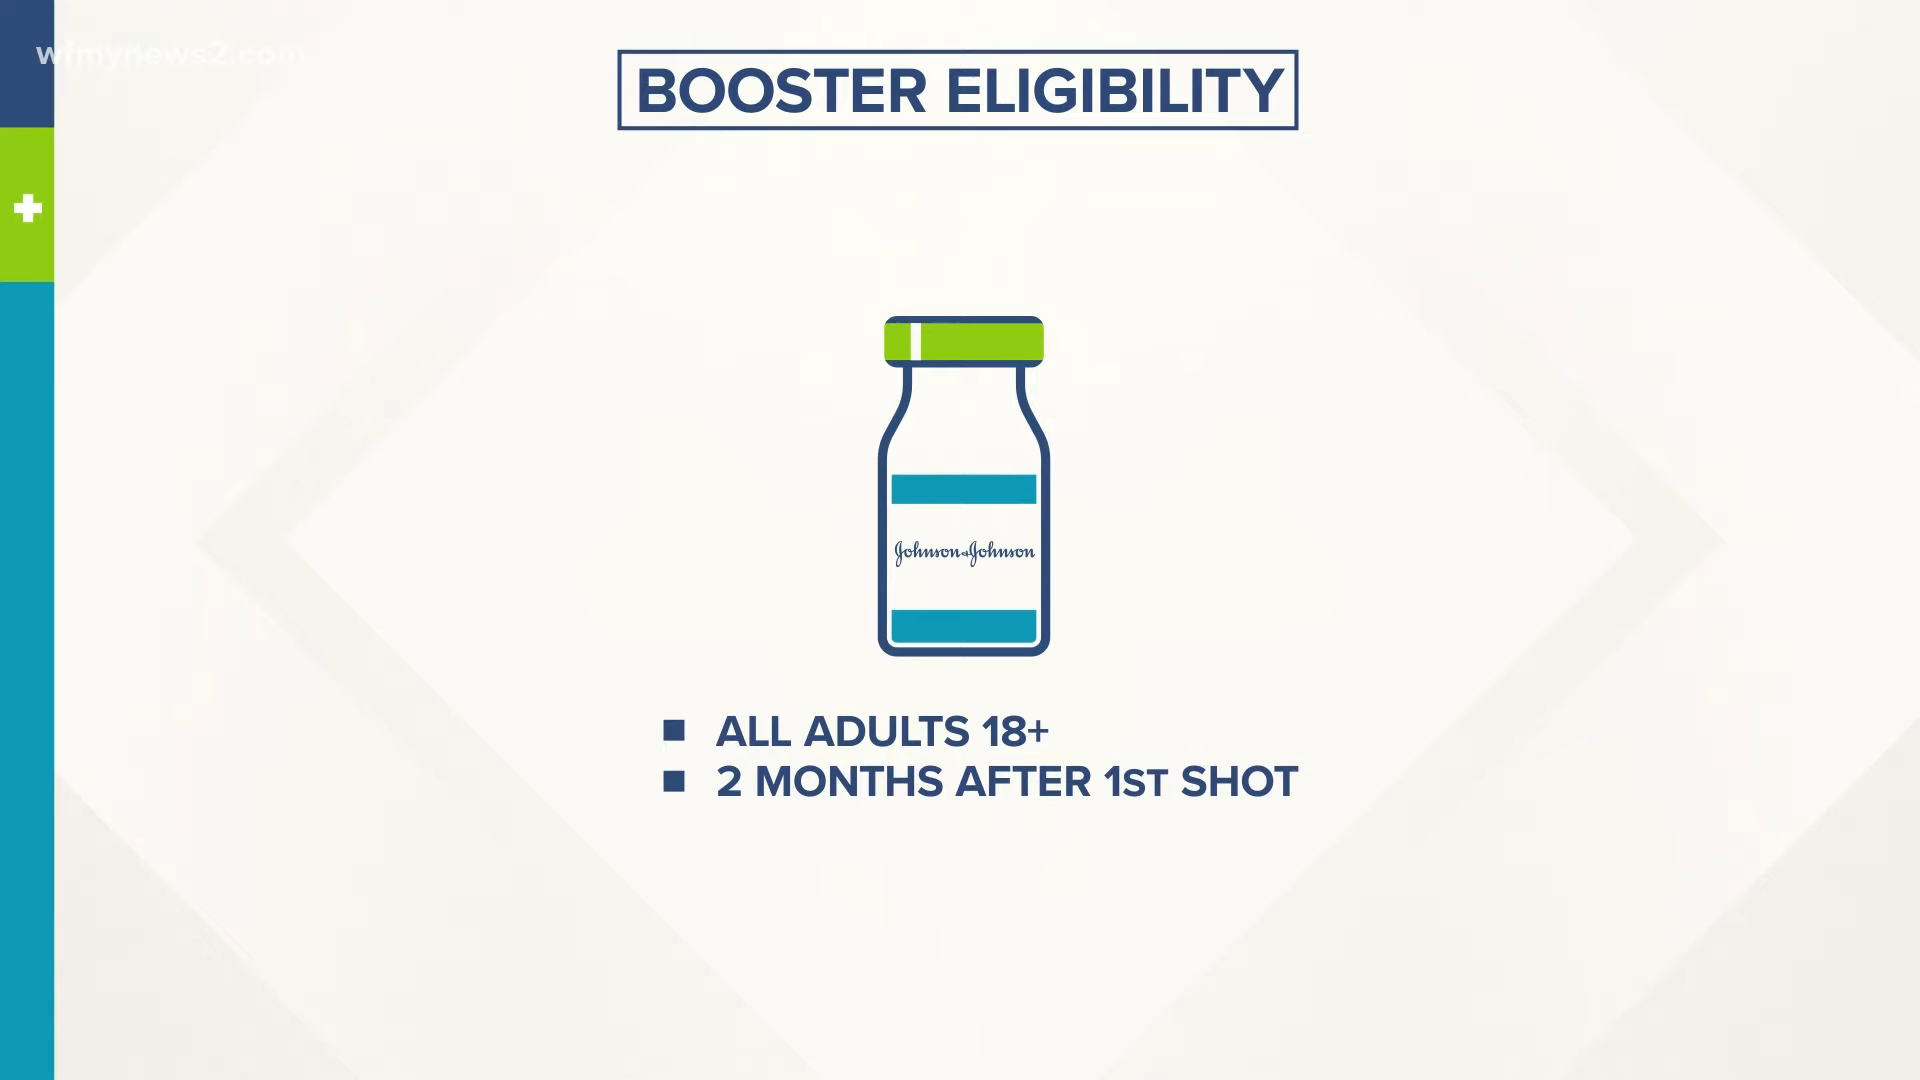 wfmynews2.com
BOOSTER ELIGIBILITY
Johnson&Johnson
ALL ADULTS 18+
2 MONTHS AFTER 1ST SHOT